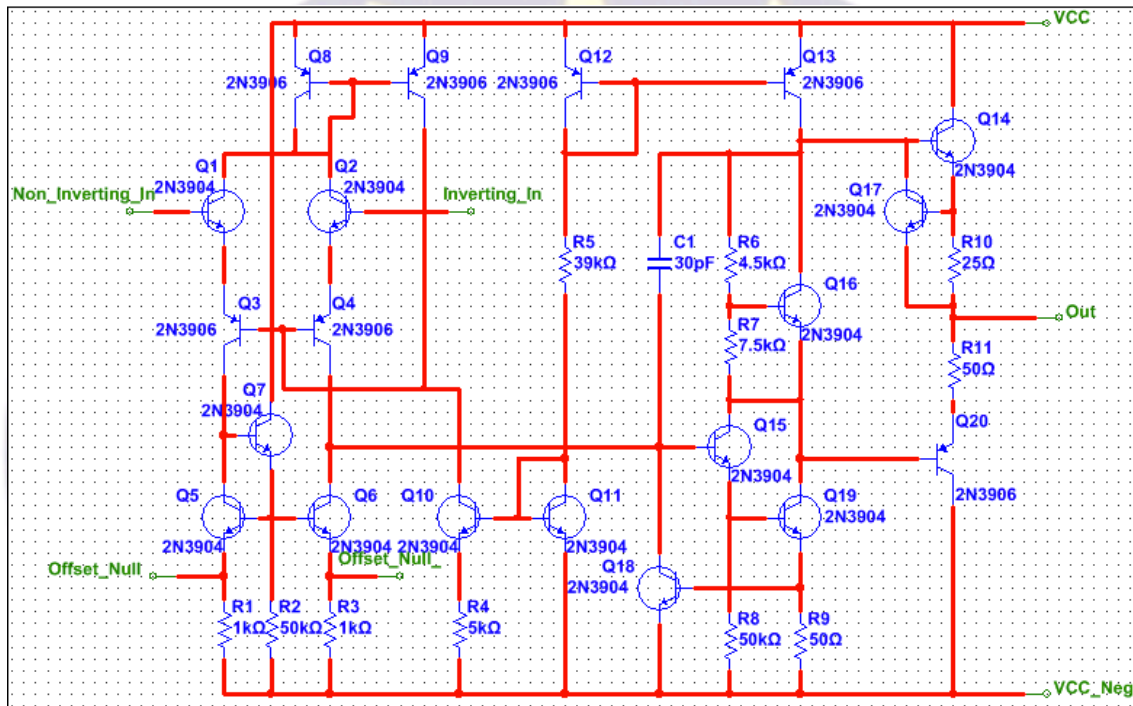 VCC
Q8
2N3906
Q9
2N3906
Q12
2N3906
Q13
2N3906
Q14
2N3904
Q1
2N3904
Non_Inverting_In
Q2
2N3904
Inverting_In
Q17
2N3904
R5
39kΩ
C1
30pF
R6
4.5kΩ
R10
25Ω
Q16
2N3904
Q3
2N3906
Q4
2N3906
Out
R7
7.5kΩ
R11
50Ω
Q7
2N3904
Q15
2N3904
Q20
2N3906
Q5
2N3904
Q6
2N3904
Q10
2N3904
Q11
2N3904
Q19
2N3904
Offset_Null
Offset_Null_
Q18
2N3904
R1
1kΩ
R2
50kΩ
R3
1kΩ
R4
5kΩ
R8
50kΩ
R9
50Ω
VCC_Neg